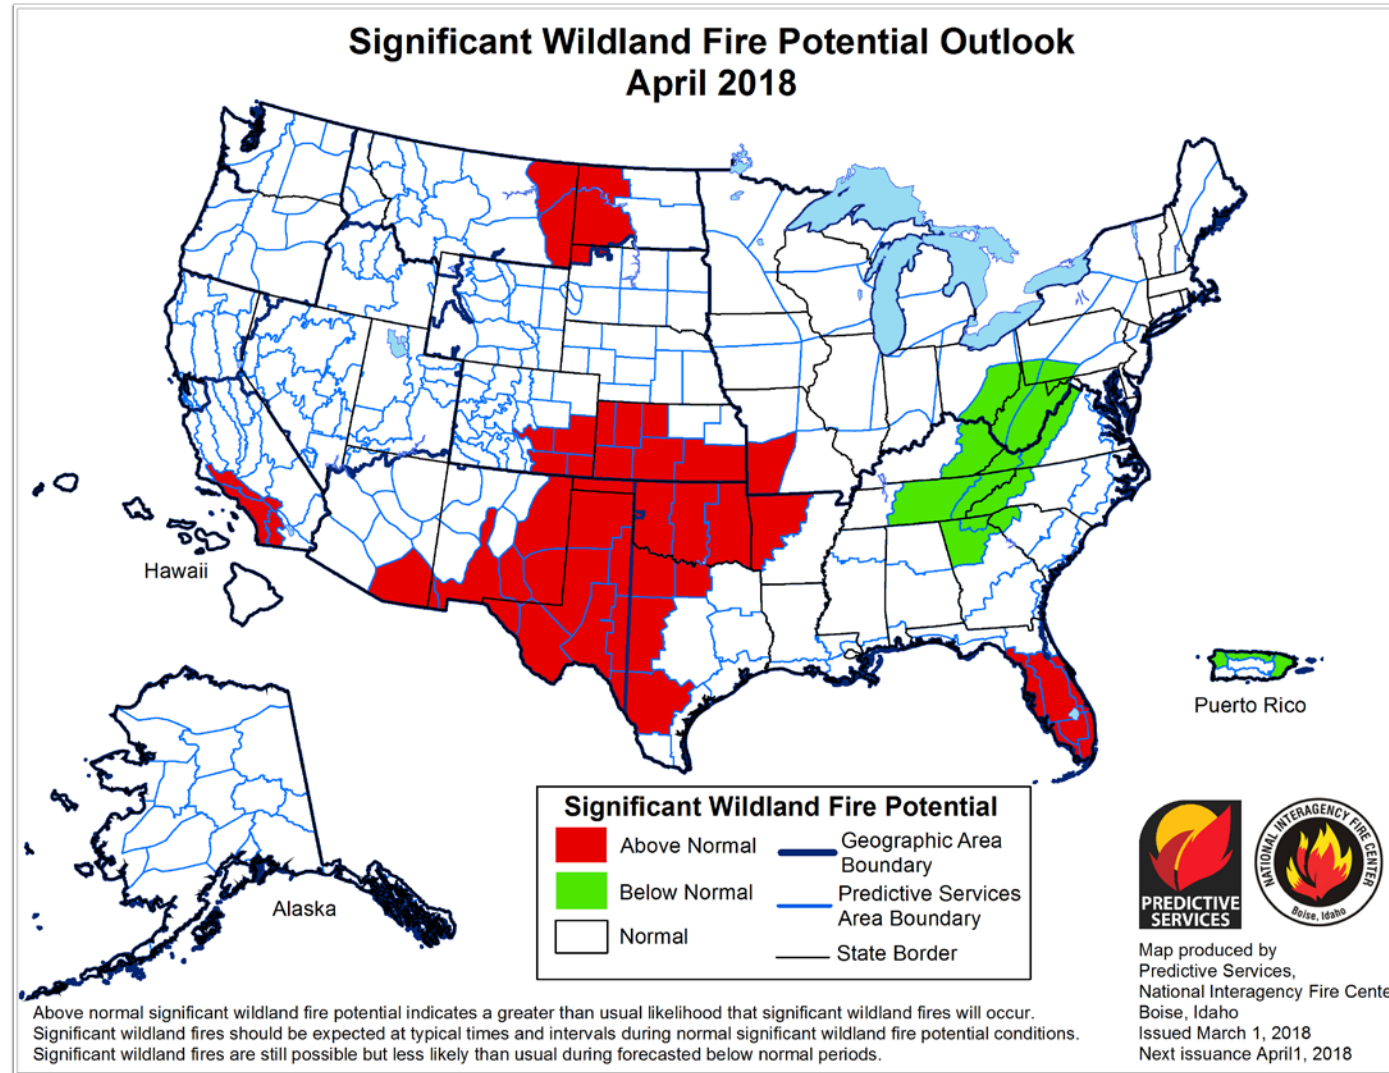 Significant Wildland Fire Potential Outlook
April 2018
Hawaii
Alaska
Puerto Rico
Significant Wildland Fire Potential
Above Normal
Below Normal
Normal
Geographic Area
Boundary
Predictive Services
Area Boundary
State Border
PREDICTIVE
SERVICES
NATIONAL INTERAGENCY FIRE CENTER
Boise, Idaho
Map produced by
Predictive Services,
National Interagency Fire Cente
Boise, Idaho
Issued March 1, 2018
Next issuance April1, 2018
Above normal significant wildland fire potential indicates a greater than usual likelihood that significant wildland fires will occur.
Significant wildland fires should be expected at typical times and intervals during normal significant wildland fire potential conditions.
Significant wildland fires are still possible but less likely than usual during forecasted below normal periods.